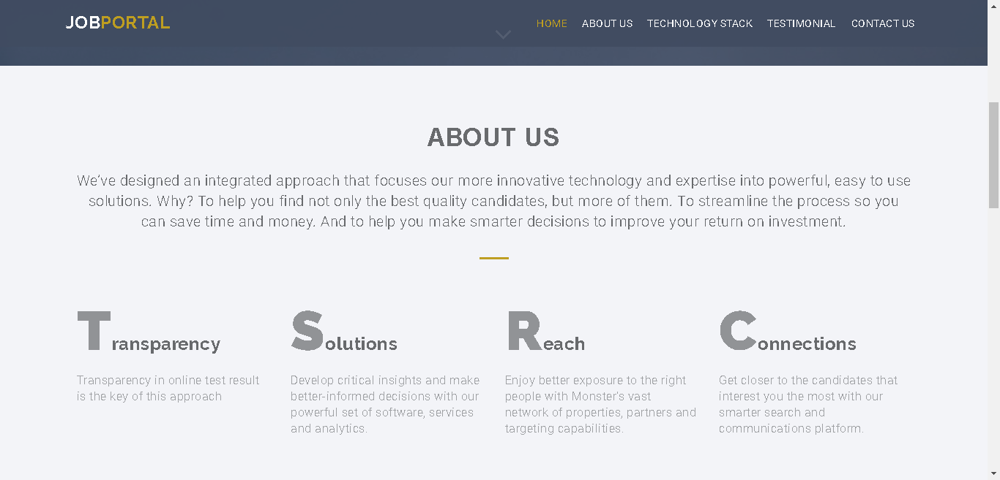 JOBPORTAL
HOME ABOUT US TECHNOLOGY STACK TESTIMONIAL CONTACT US
ABOUT US
We’ve designed an integrated approach that focuses our more innovative technology and expertise into powerful, easy to use
solutions. Why? To help you find not only the best quality candidates, but more of them. To streamline the process so you
can save time and money. And to help you make smarter decisions to improve your return on investment.
Transparency
Transparency in online test result
is the key of this approach
Solutions
Develop critical insights and make
better-informed decisions with our
powerful set of software, services
and analytics.
Reach
Enjoy better exposure to the right
people with Monster’s vast
network of properties, partners and
targeting capabilities.
Connections
Get closer to the candidates that
interest you the most with our
smarter search and
communications platform.